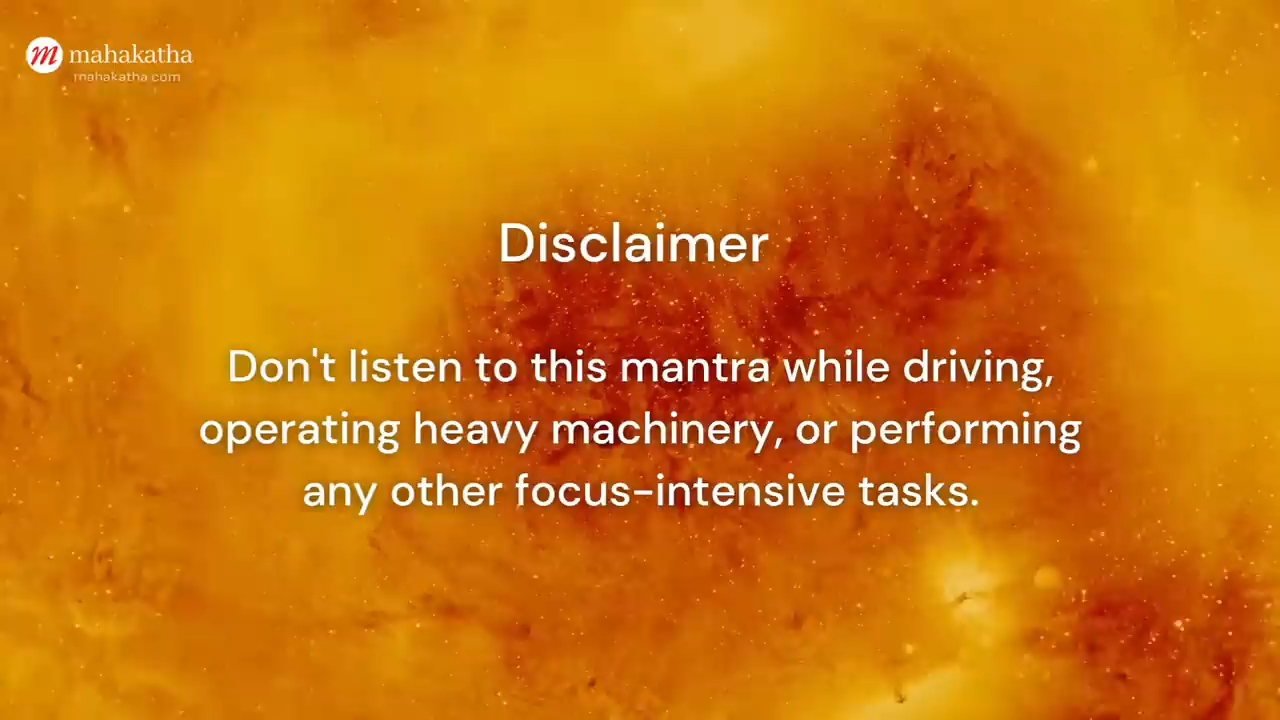 mahakatha
mahakatha.com
Disclaimer
Don't listen to this mantra while driving,
operating heavy machinery, or performing
any other focus-intensive tasks.